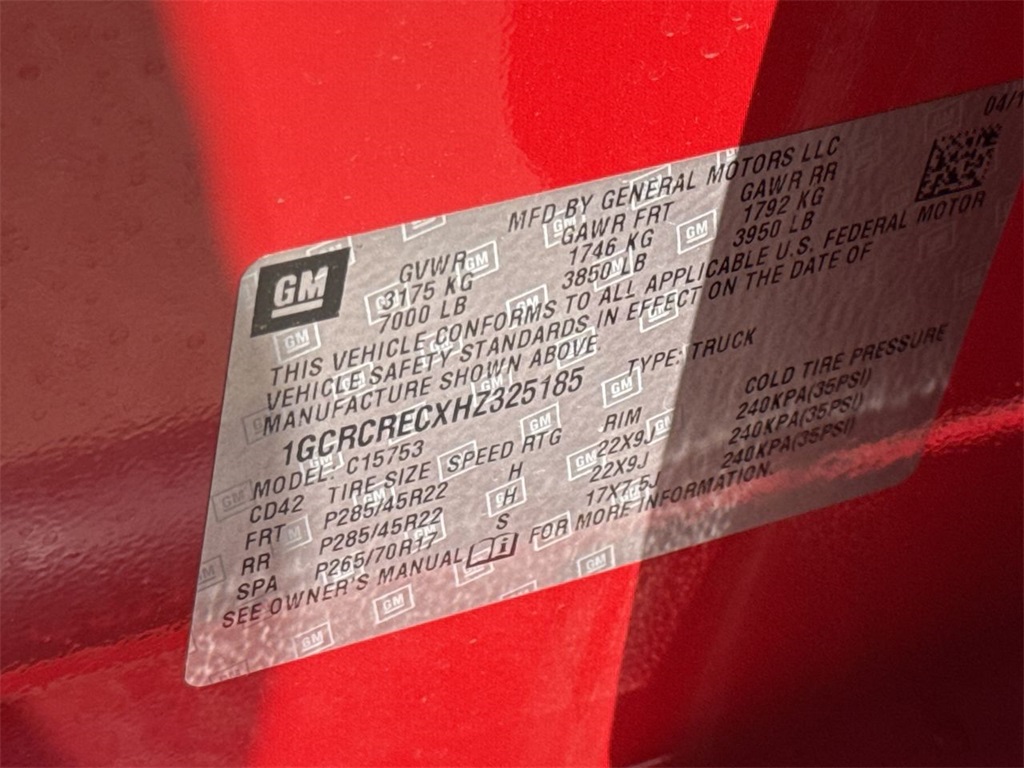 04/1
MFD BY GENERAL MOTORS LLC
GM
GVWR GAWR FRT GAWR RR
3175 KG 1746 KG 1792 KG
7000 LB 3850 LB 3950 LB
THIS VEHICLE CONFORMS TO ALL APPLICABLE U.S. FEDERAL MOTOR
VEHICLE SAFETY STANDARDS IN EFFECT ON THE DATE OF
MANUFACTURE SHOWN ABOVE
1GCRCRECXHZ325185 TYPE: TRUCK
MODEL: C15753
CD42 TIRE SIZE SPEED RTG RIM COLD TIRE PRESSURE
FRT P285/45R22 H 22X9J 240KPA(35PSI)
RR P285/45R22 H 22X9J 240KPA(35PSI)
SPA P265/70R17 S 17X7.5J 240KPA(35PSI)
SEE OWNER'S MANUAL FOR MORE INFORMATION.